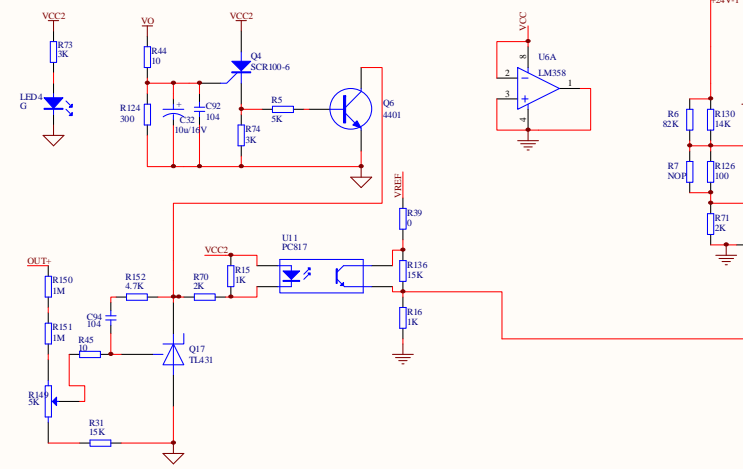 VCC2
R73
3K
LED4
G
VO
R44
10
R124
300
C32
10u/16V
C92
104
VCC2
Q4
SCR100-6
R5
5K
R74
3K
Q6
4401
VCC
8
U6A
LM358
2
3
1
4
+24V-1
R6
82K
R130
14K
R7
NOP
R126
100
R71
2K
VREF
R39
0
U11
PC817
VCC2
R15
1K
R136
15K
R16
1K
OUT+
R150
1M
R152
4.7K
R70
2K
C94
104
R151
1M
R45
10
Q17
TL431
R149
5K
R31
15K